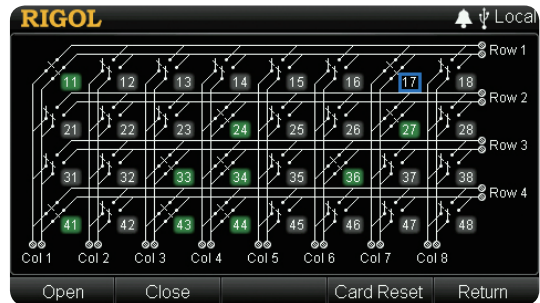 RIGOL Local
Row 1
11 12 13 14 15 16 17 18
Row 2
21 22 23 24 25 26 27 28
Row 3
31 32 33 34 35 36 37 38
Row 4
41 42 43 44 45 46 47 48
Col 1 Col 2 Col 3 Col 4 Col 5 Col 6 Col 7 Col 8
Open Close Card Reset Return